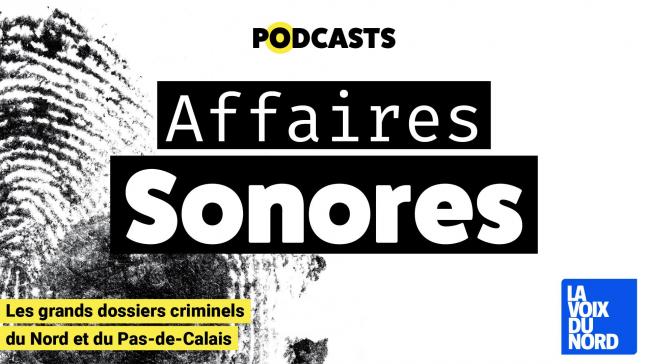 PODCASTS
Affaires
Sonores
Les grands dossiers criminels
du Nord et du Pas-de-Calais
LA
VOIX
DU
NORD